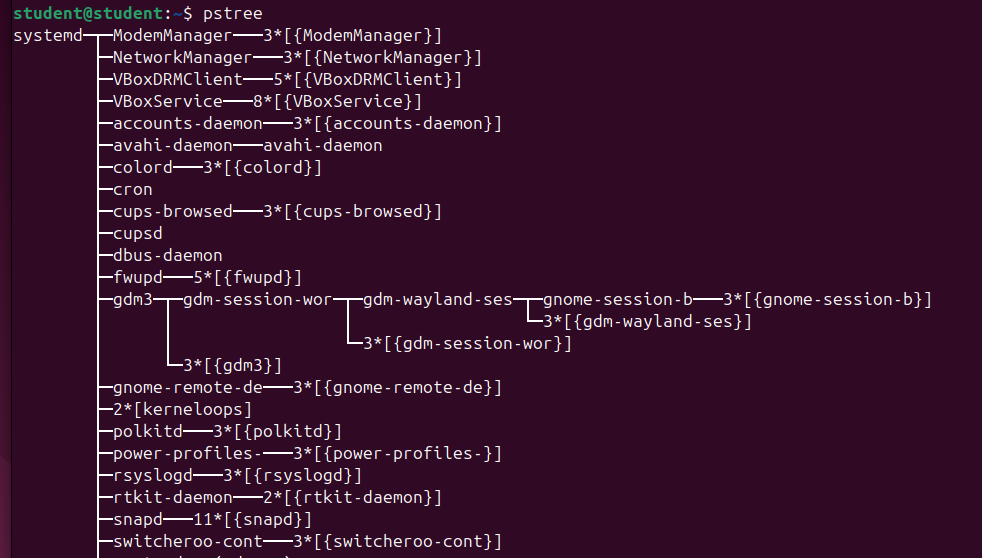 student@student:~$ pstree
systemd─┬─ModemManager───3*[{ModemManager}]
├─NetworkManager───3*[{NetworkManager}]
├─VBoxDRMClient───5*[{VBoxDRMClient}]
├─VBoxService───8*[{VBoxService}]
├─accounts-daemon───3*[{accounts-daemon}]
├─avahi-daemon───avahi-daemon
├─colord───3*[{colord}]
├─cron
├─cups-browsed───3*[{cups-browsed}]
├─cupsd
├─dbus-daemon
├─fwupd───5*[{fwupd}]
├─gdm3─┬─gdm-session-wor─┬─gdm-wayland-ses─┬─gnome-session-b───3*[{gnome-session-b}]
└─3*[{gdm-wayland-ses}]
└─3*[{gdm-session-wor}]
└─3*[{gdm3}]
├─gnome-remote-de───3*[{gnome-remote-de}]
├─2*[kerneloops]
├─polkitd───3*[{polkitd}]
├─power-profiles-───3*[{power-profiles-}]
├─rsyslogd───3*[{rsyslogd}]
├─rtkit-daemon───2*[{rtkit-daemon}]
├─snapd───11*[{snapd}]
├─switcheroo-cont───3*[{switcheroo-cont}]